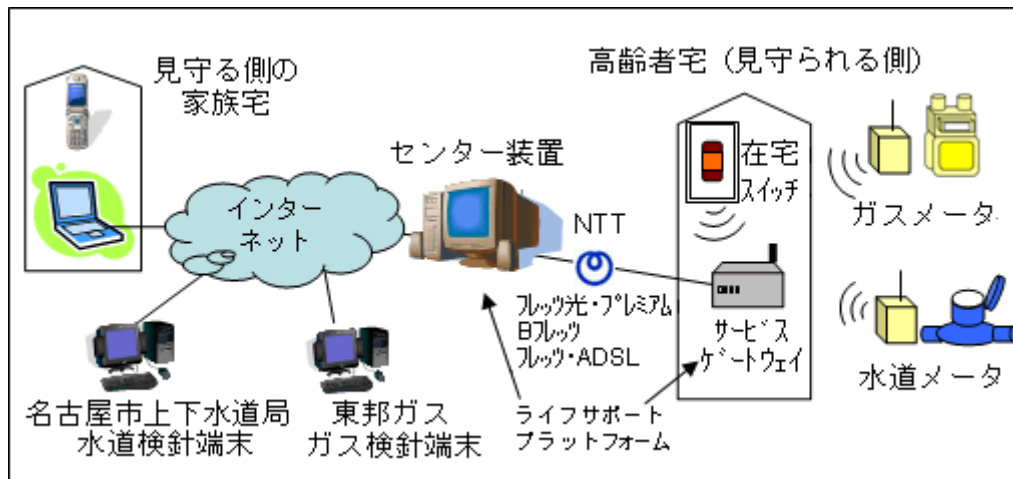 見守る側の
家族宅
高齢者宅（見守られる側）
センター装置
在宅
スイッチ
インター
ネット
NTT
ガスメータ
フレッツ光・プレミアム
Bフレッツ
フレッツ・ADSL
サービス
ゲートウェイ
水道メータ
名古屋市上下水道局
水道検針端末
東邦ガス
ガス検針端末
ライフサポート
プラットフォーム